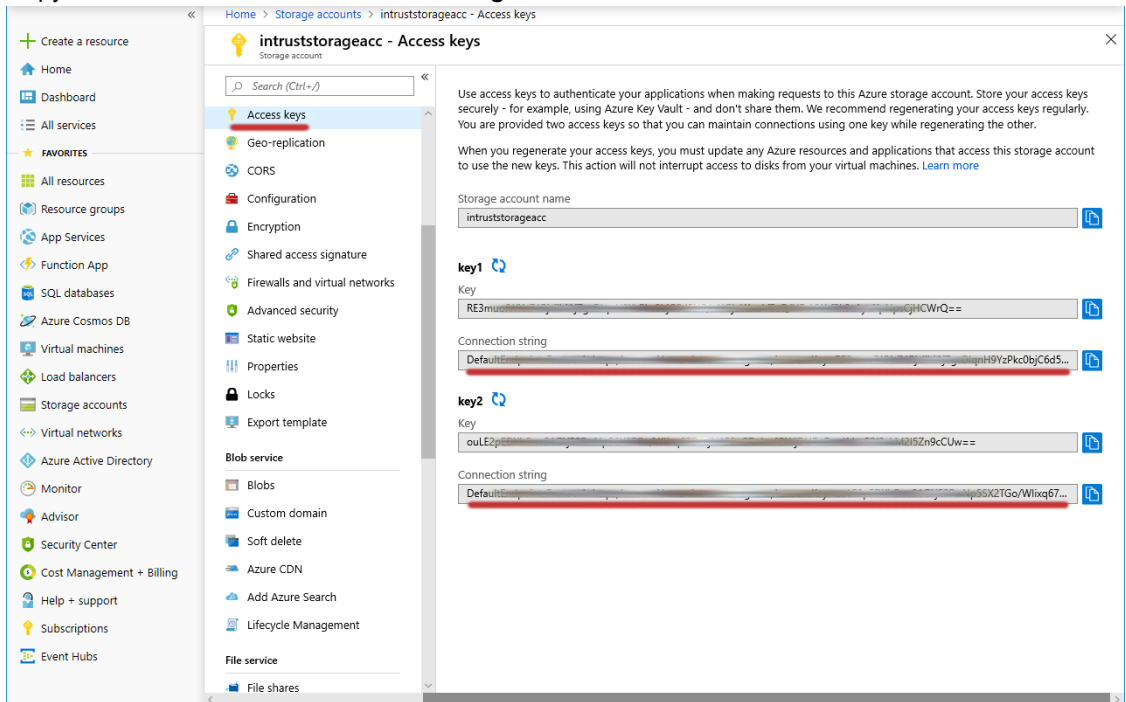 Home > Storage accounts > intruststorageacc - Access keys
intruststorageacc - Access keys
Storage account
Create a resource
Home
Dashboard
All services
FAVORITES
All resources
Resource groups
App Services
Function App
SQL databases
Azure Cosmos DB
Virtual machines
Load balancers
Storage accounts
Virtual networks
Azure Active Directory
Monitor
Advisor
Security Center
Cost Management + Billing
Help + support
Subscriptions
Event Hubs
Search (Ctrl+/)
Access keys
Geo-replication
CORS
Configuration
Encryption
Shared access signature
Firewalls and virtual networks
Advanced security
Static website
Properties
Locks
Export template
Blob service
Blobs
Custom domain
Soft delete
Azure CDN
Add Azure Search
Lifecycle Management
File service
File shares
Use access keys to authenticate your applications when making requests to this Azure storage account. Store your access keys
securely - for example, using Azure Key Vault - and don't share them. We recommend regenerating your access keys regularly.
You are provided two access keys so that you can maintain connections using one key while regenerating the other.
When you regenerate your access keys, you must update any Azure resources and applications that access this storage account
to use the new keys. This action will not interrupt access to disks from your virtual machines. Learn more
Storage account name
intruststorageacc
key1
Key
Connection string
key2
Key
Connection string